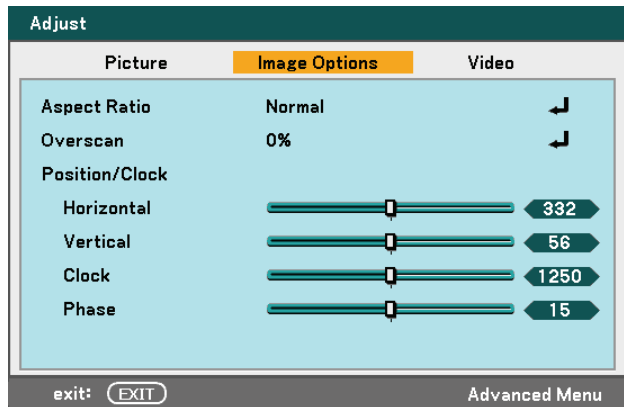 Adjust
Picture Image Options Video
Aspect Ratio Normal
Overscan 0%
Position/Clock
Horizontal 332
Vertical 56
Clock 1250
Phase 15
exit: EXIT Advanced Menu